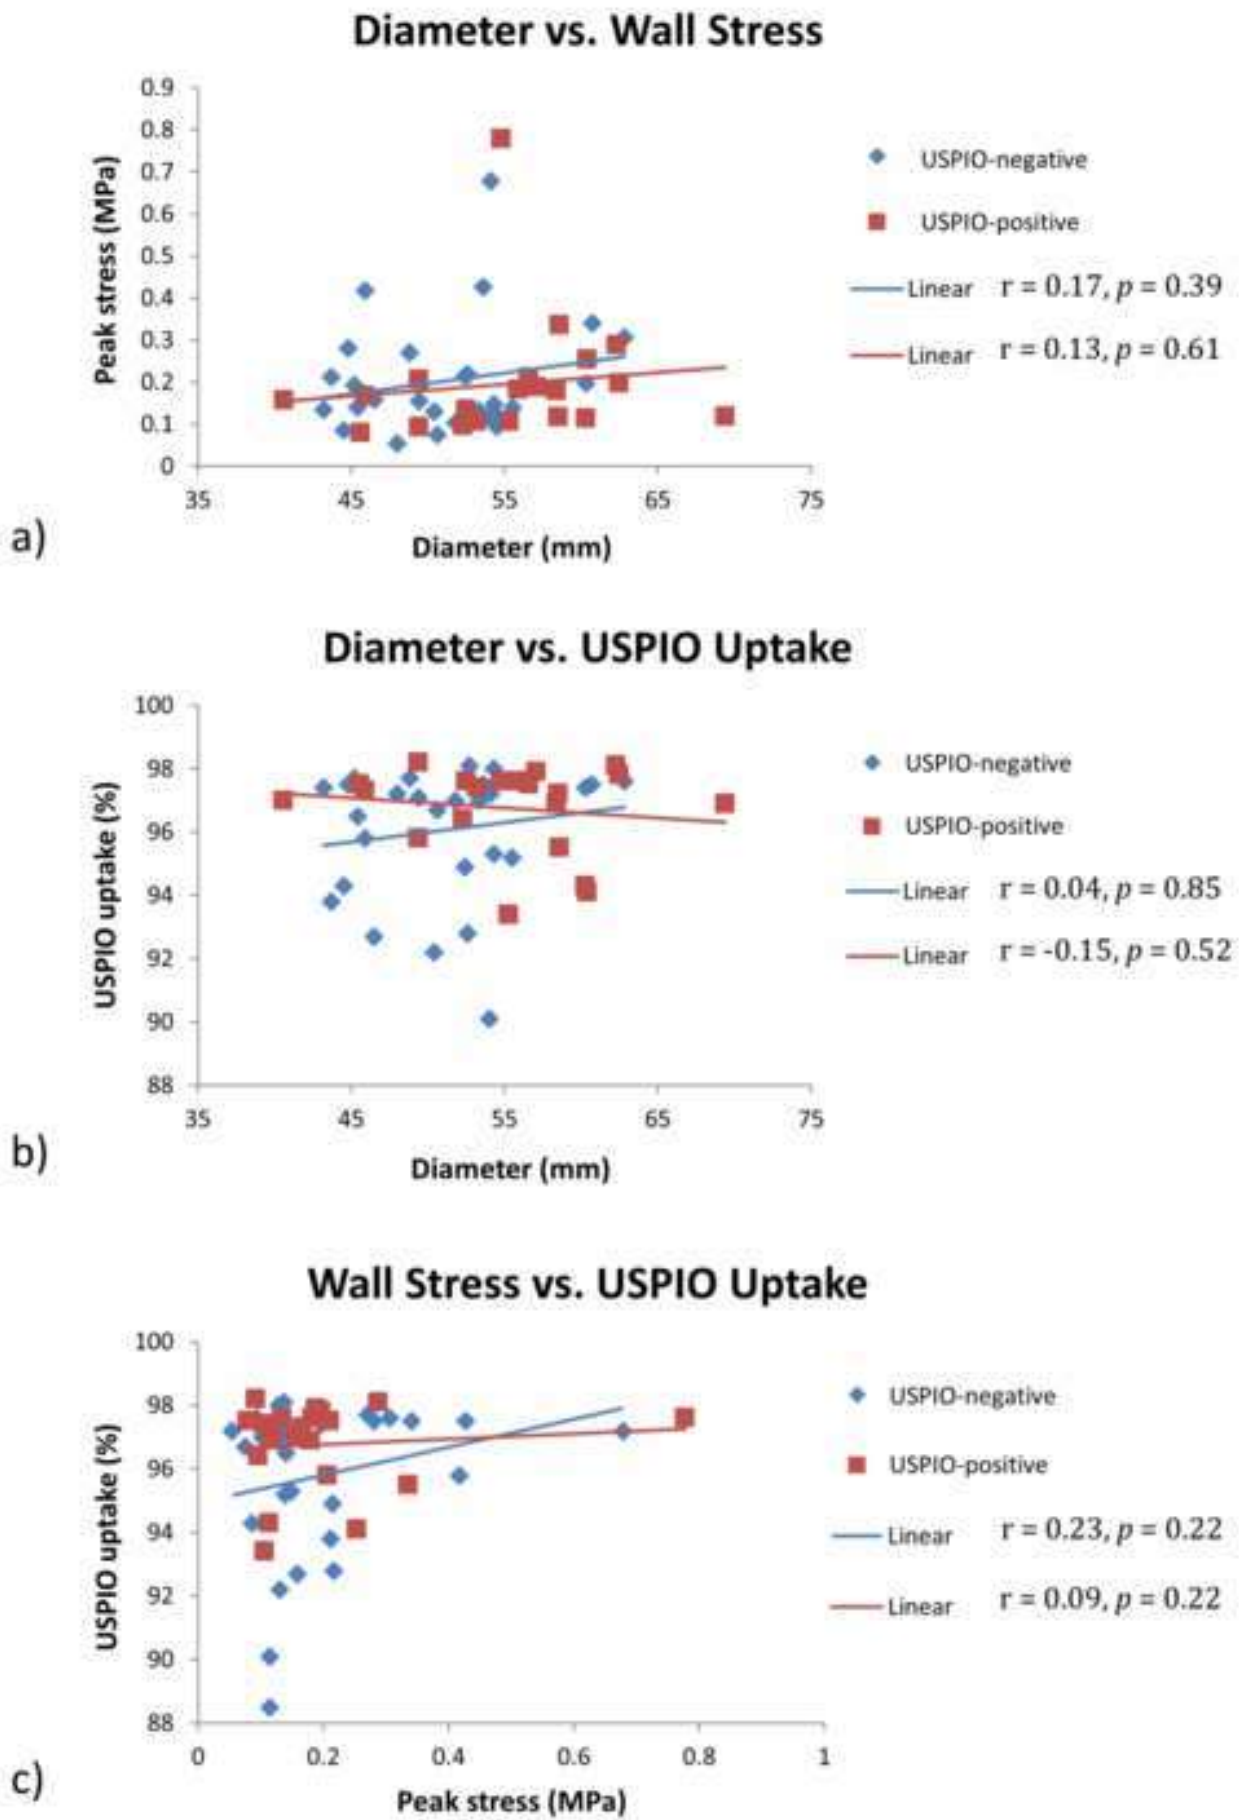 Diameter vs. Wall Stress
0.9
0.8
0.7
0.6
0.5
0.4
0.3
0.2
0.1
0
Peak stress (MPa)
35 45 55 65 75
Diameter (mm)
USPIO-negative
USPIO-positive
Linear r = 0.17, p = 0.39
Linear r = 0.13, p = 0.61
a)
Diameter vs. USPIO Uptake
100
98
96
94
92
90
88
USPIO uptake (%)
35 45 55 65 75
Diameter (mm)
USPIO-negative
USPIO-positive
Linear r = 0.04, p = 0.85
Linear r = -0.15, p = 0.52
b)
Wall Stress vs. USPIO Uptake
100
98
96
94
92
90
88
USPIO uptake (%)
0 0.2 0.4 0.6 0.8 1
Peak stress (MPa)
USPIO-negative
USPIO-positive
Linear r = 0.23, p = 0.22
Linear r = 0.09, p = 0.22
c)